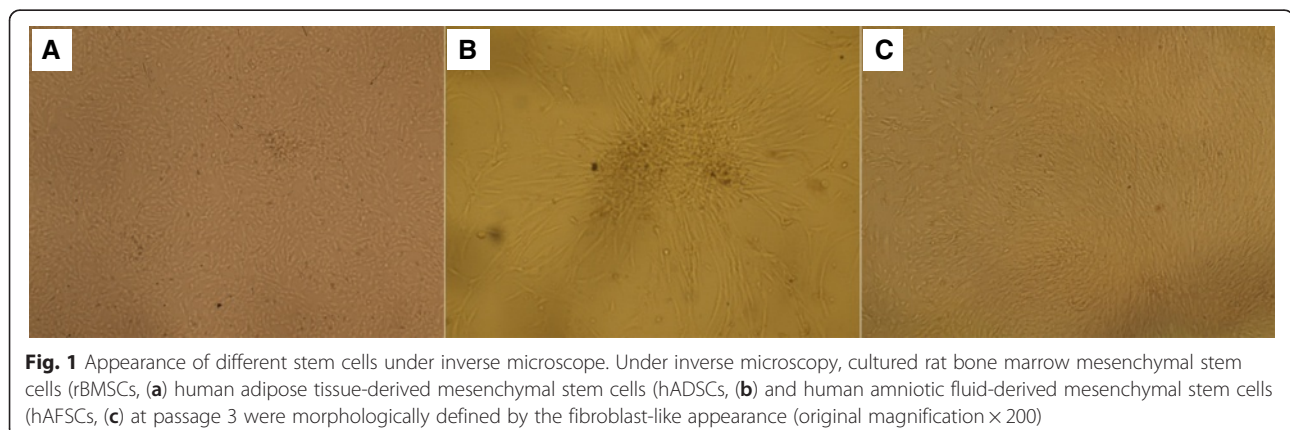 A
B
C
Fig. 1 Appearance of different stem cells under inverse microscope. Under inverse microscopy, cultured rat bone marrow mesenchymal stem
cells (rBMSCs, (a) human adipose tissue-derived mesenchymal stem cells (hADSCs, (b) and human amniotic fluid-derived mesenchymal stem cells
(hAFSCs, (c) at passage 3 were morphologically defined by the fibroblast-like appearance (original magnification × 200)